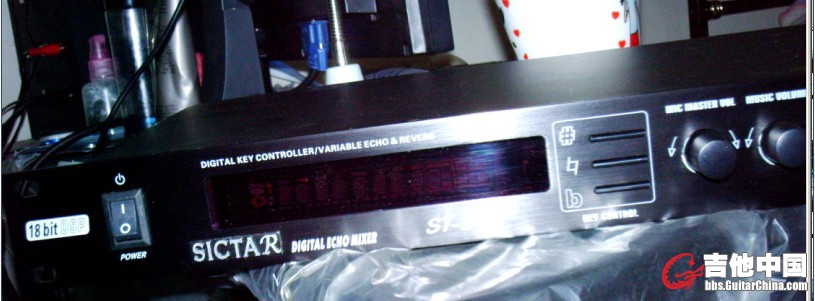 DIGITAL KEY CONTROLLER/VARIABLE ECHO & REVERB
MIC MASTER VOL
MUSIC VOLUM
18 bit DSP
POWER
SICTAR
DIGITAL ECHO MIXER
KEY CONTROL
吉他中国
bbs.GuitarChina.com